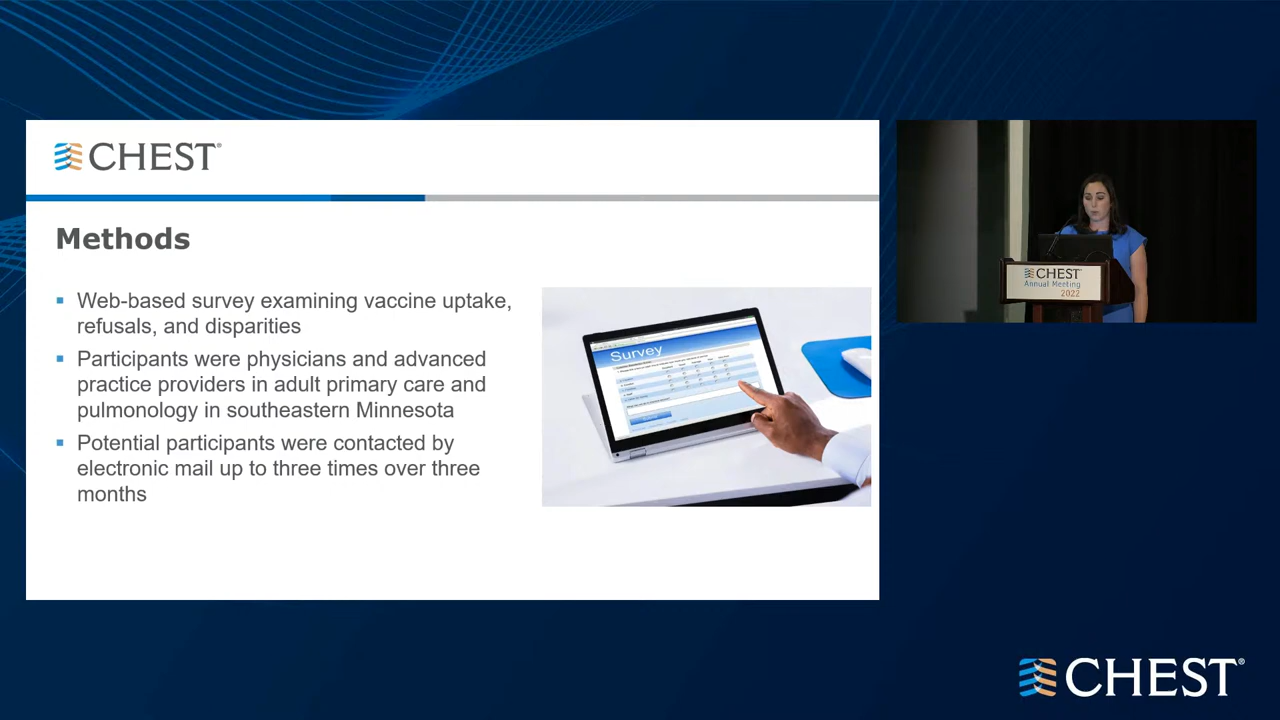 CHEST®
Methods
▪ Web-based survey examining vaccine uptake,
refusals, and disparities
▪ Participants were physicians and advanced
practice providers in adult primary care and
pulmonology in southeastern Minnesota
▪ Potential participants were contacted by
electronic mail up to three times over three
months
Survey
CHEST
Annual Meeting
2022
CHEST®